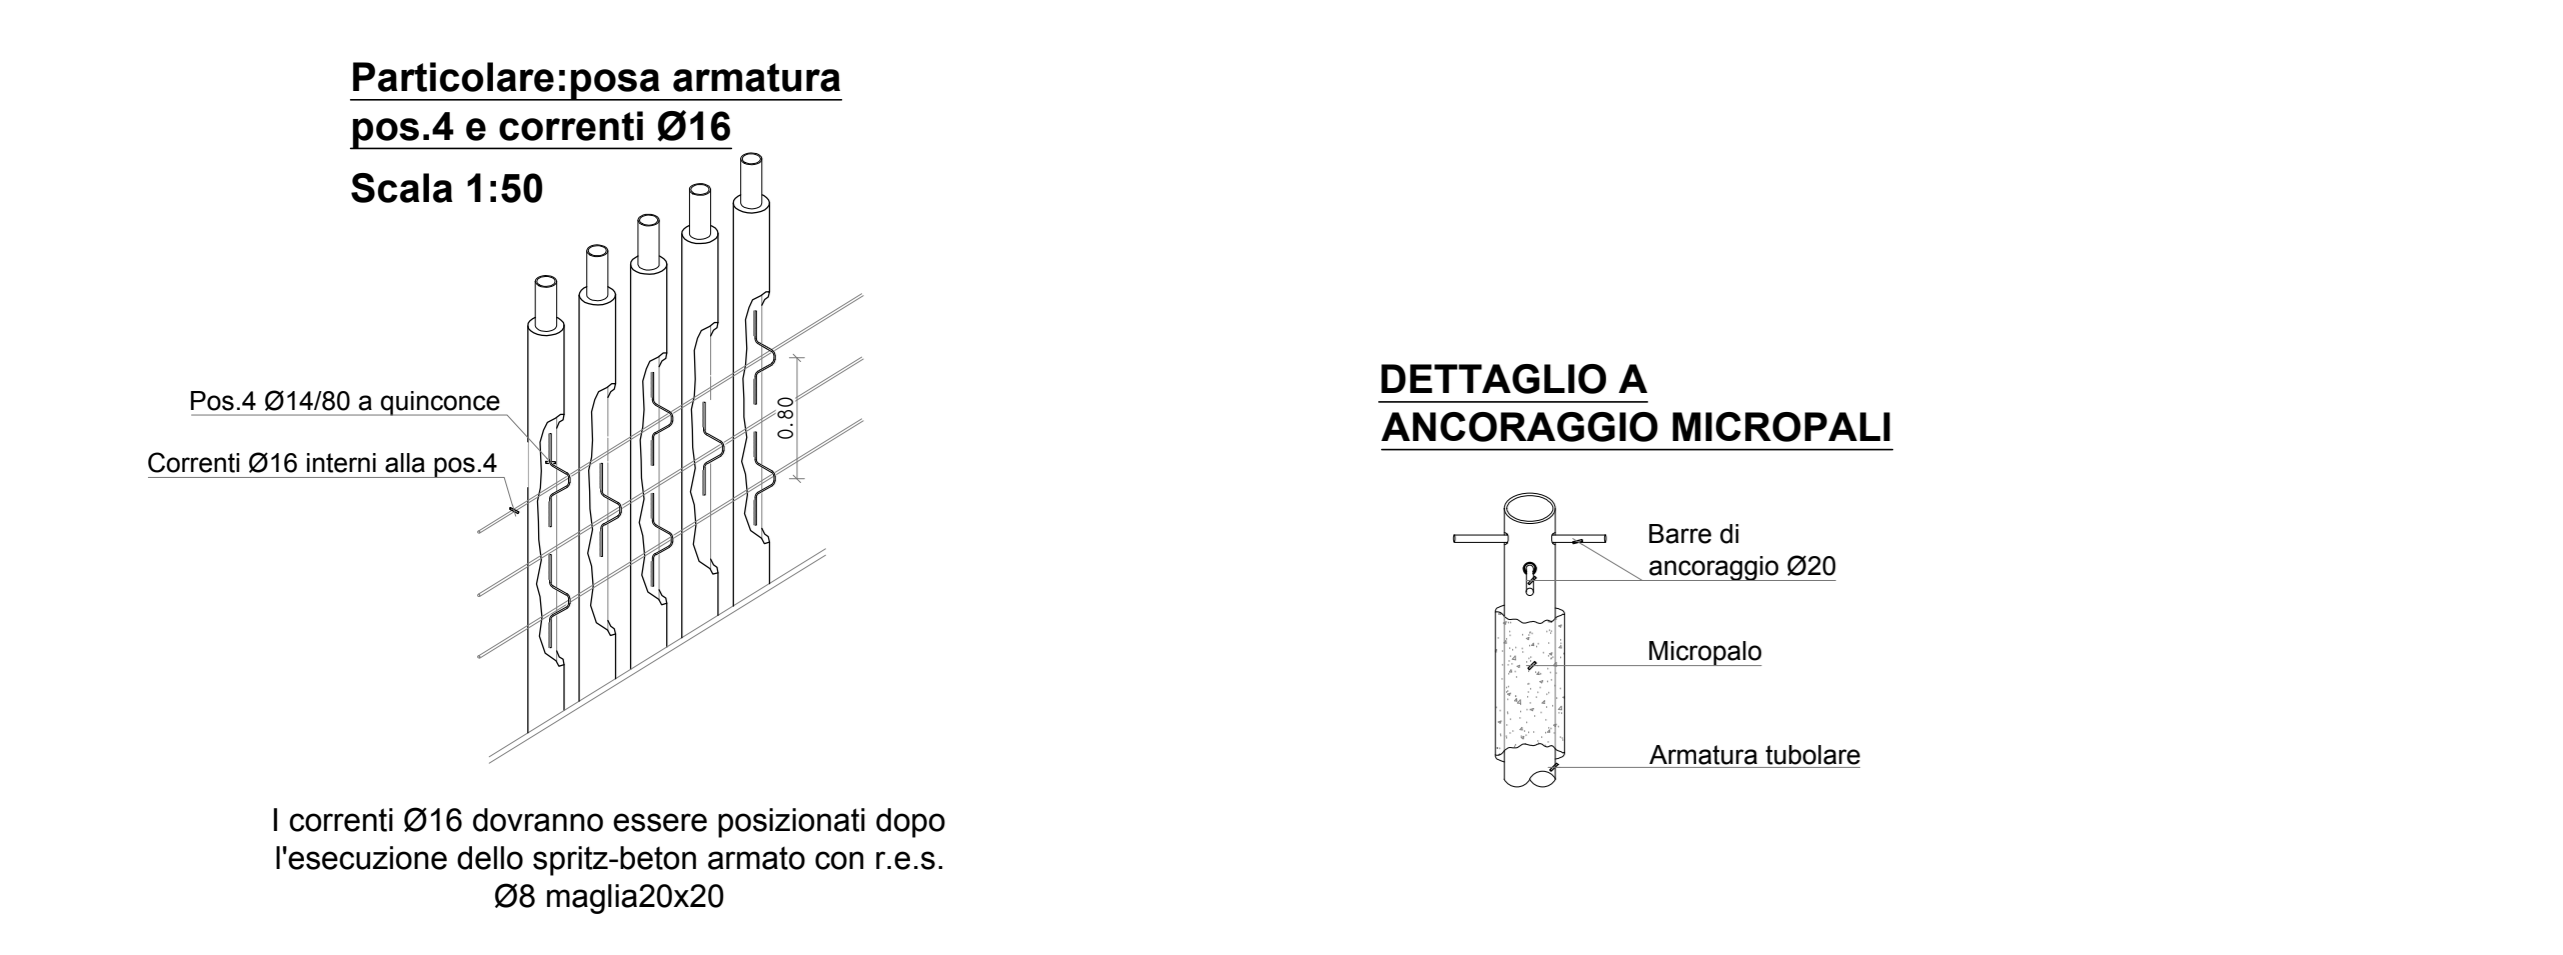 Particolare:posa armatura
pos.4 e correnti Ø16
Scala 1:50
Pos.4 Ø14/80 a quinconce
Correnti Ø16 interni alla pos.4
0.80
I correnti Ø16 dovranno essere posizionati dopo
l'esecuzione dello spritz-beton armato con r.e.s.
Ø8 maglia20x20
DETTAGLIO A
ANCORAGGIO MICROPALI
Barre di
ancoraggio Ø20
Micropalo
Armatura tubolare